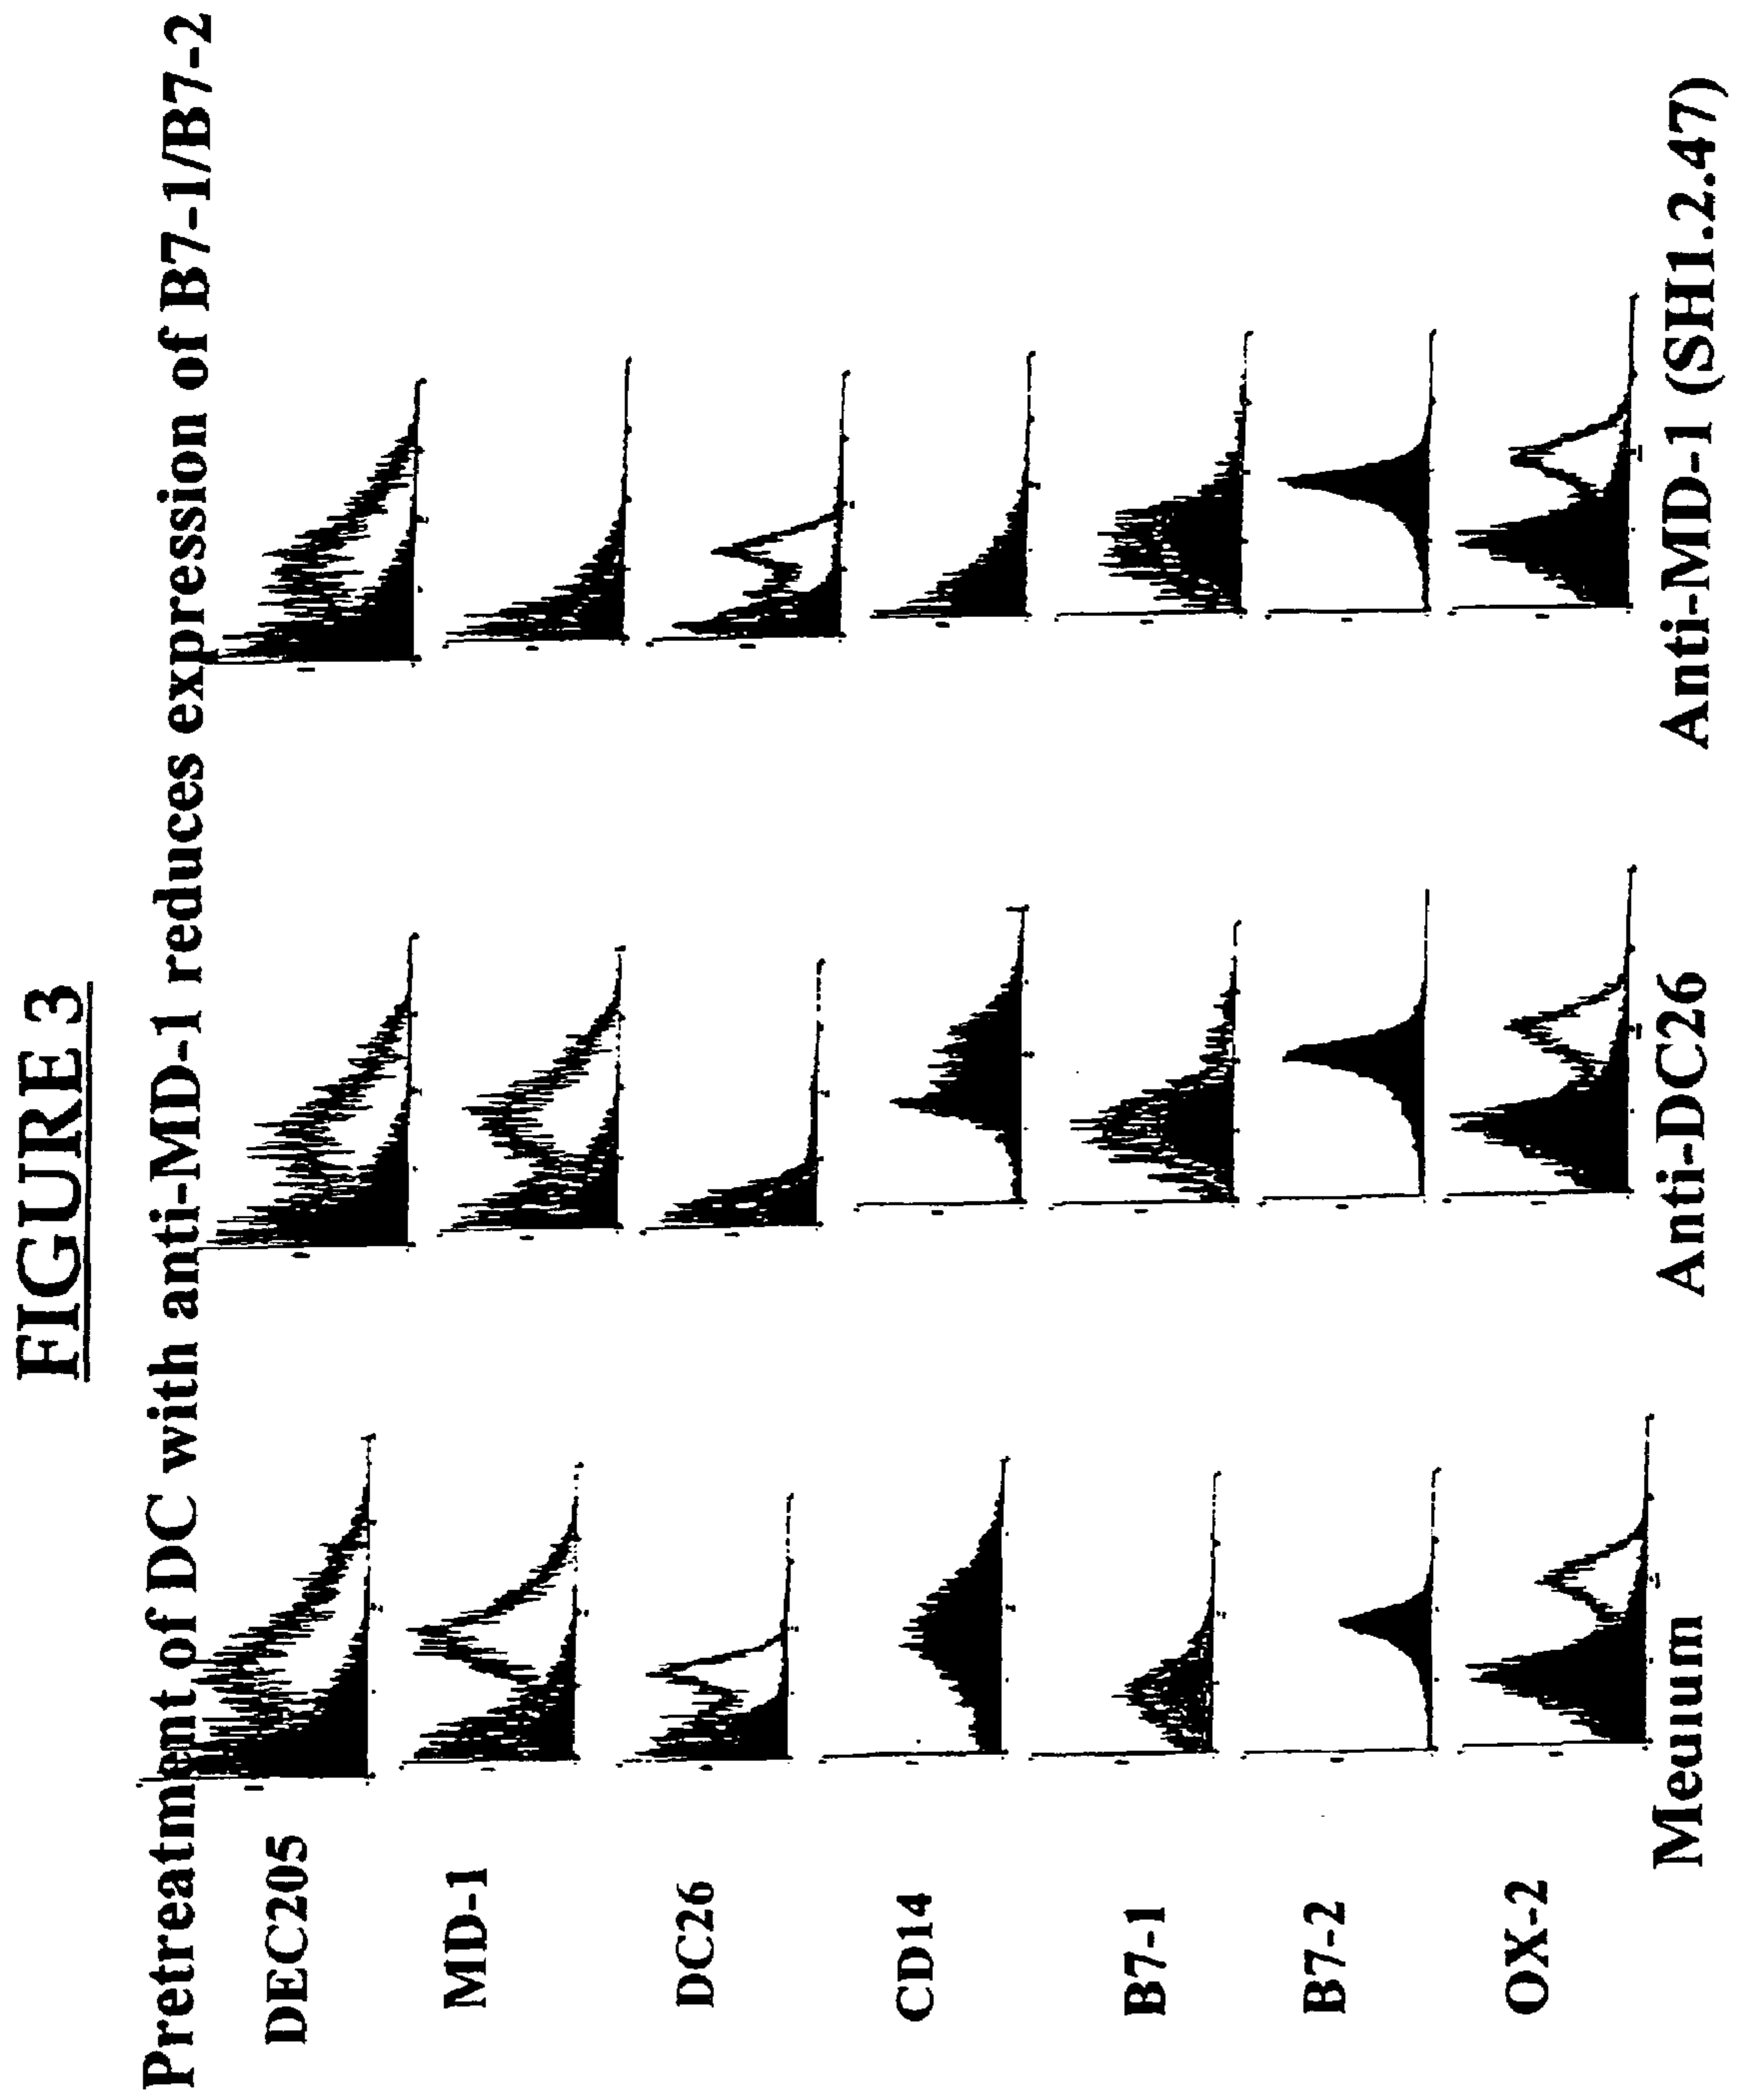 FIGURE 3
Pretreatment of DC with anti-MD-1 reduces expression of B7-1/B7-2
DEC205
MD-1
DC26
CD14
B7-1
B7-2
OX-2
Meuium
Anti-DC26
Anti-MD-1 (SH1.2.47)